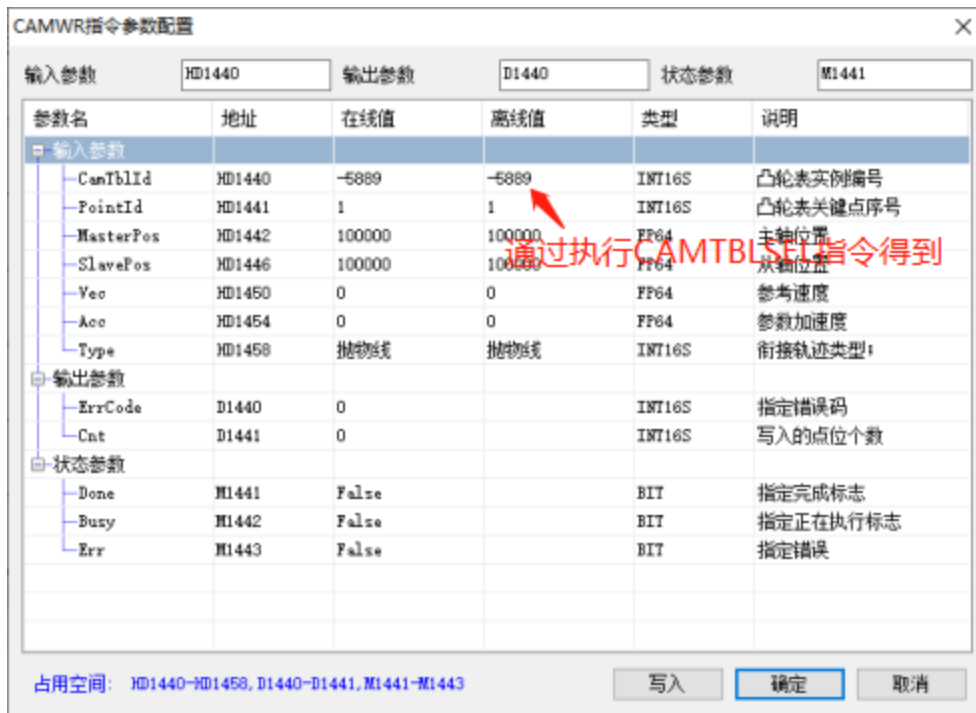 CAMWR指令参数配置
输入参数 HD1440 输出参数 D1440 状态参数 M1441
参数名 地址 在线值 离线值 类型 说明
输入参数
CamTblId HD1440 -5889 -5889 INT16S 凸轮表实例编号
PointId HD1441 1 1 INT16S 凸轮表关键点序号
MasterPos HD1442 100000 100000 FP64 主轴位置
通过执行CAMTBLSEL指令得到
SlavePos HD1446 100000 100000 FP64 从轴位置
Vec HD1450 0 0 FP64 参考速度
Acc HD1454 0 0 FP64 参数加速度
Type HD1458 抛物线 抛物线 INT16S 衔接轨迹类型;
输出参数
ErrCode D1440 0 INT16S 指定错误码
Cnt D1441 0 INT16S 写入的点位个数
状态参数
Done M1441 False BIT 指定完成标志
Busy M1442 False BIT 指定正在执行标志
Err M1443 False BIT 指定错误
占用空间: HD1440-HD1458,D1440-D1441,M1441-M1443 写入 确定 取消